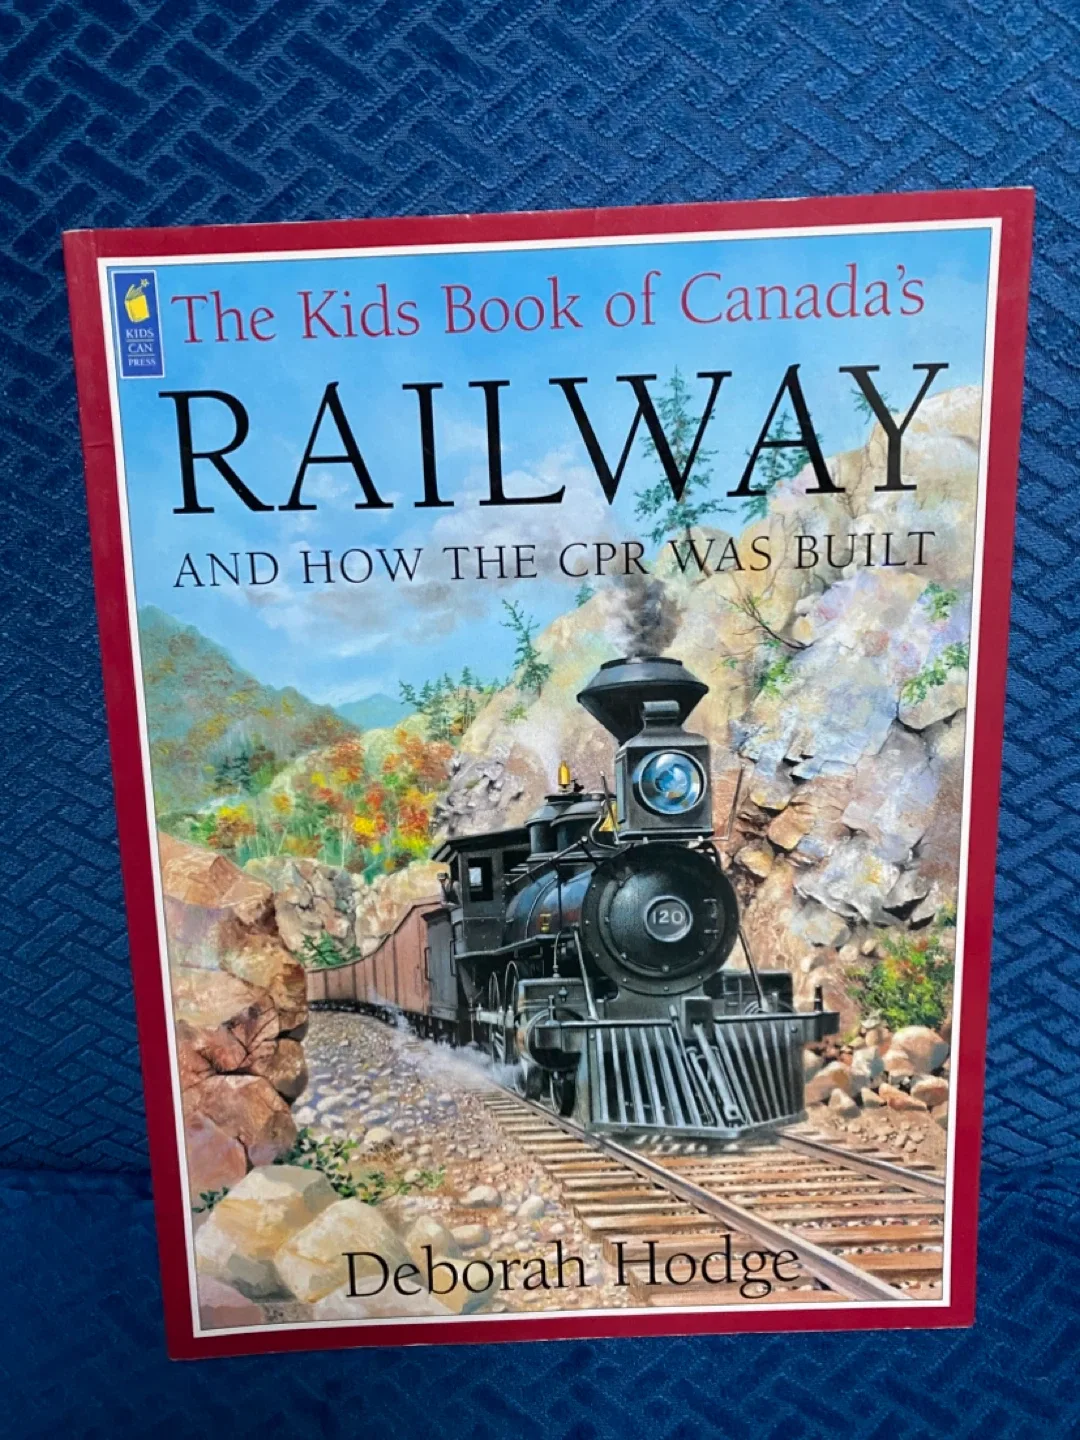 KIDS
CAN
PRESS
The Kids Book of Canada's
RAILWAY
AND HOW THE CPR WAS BUILT
120
Deborah Hodge